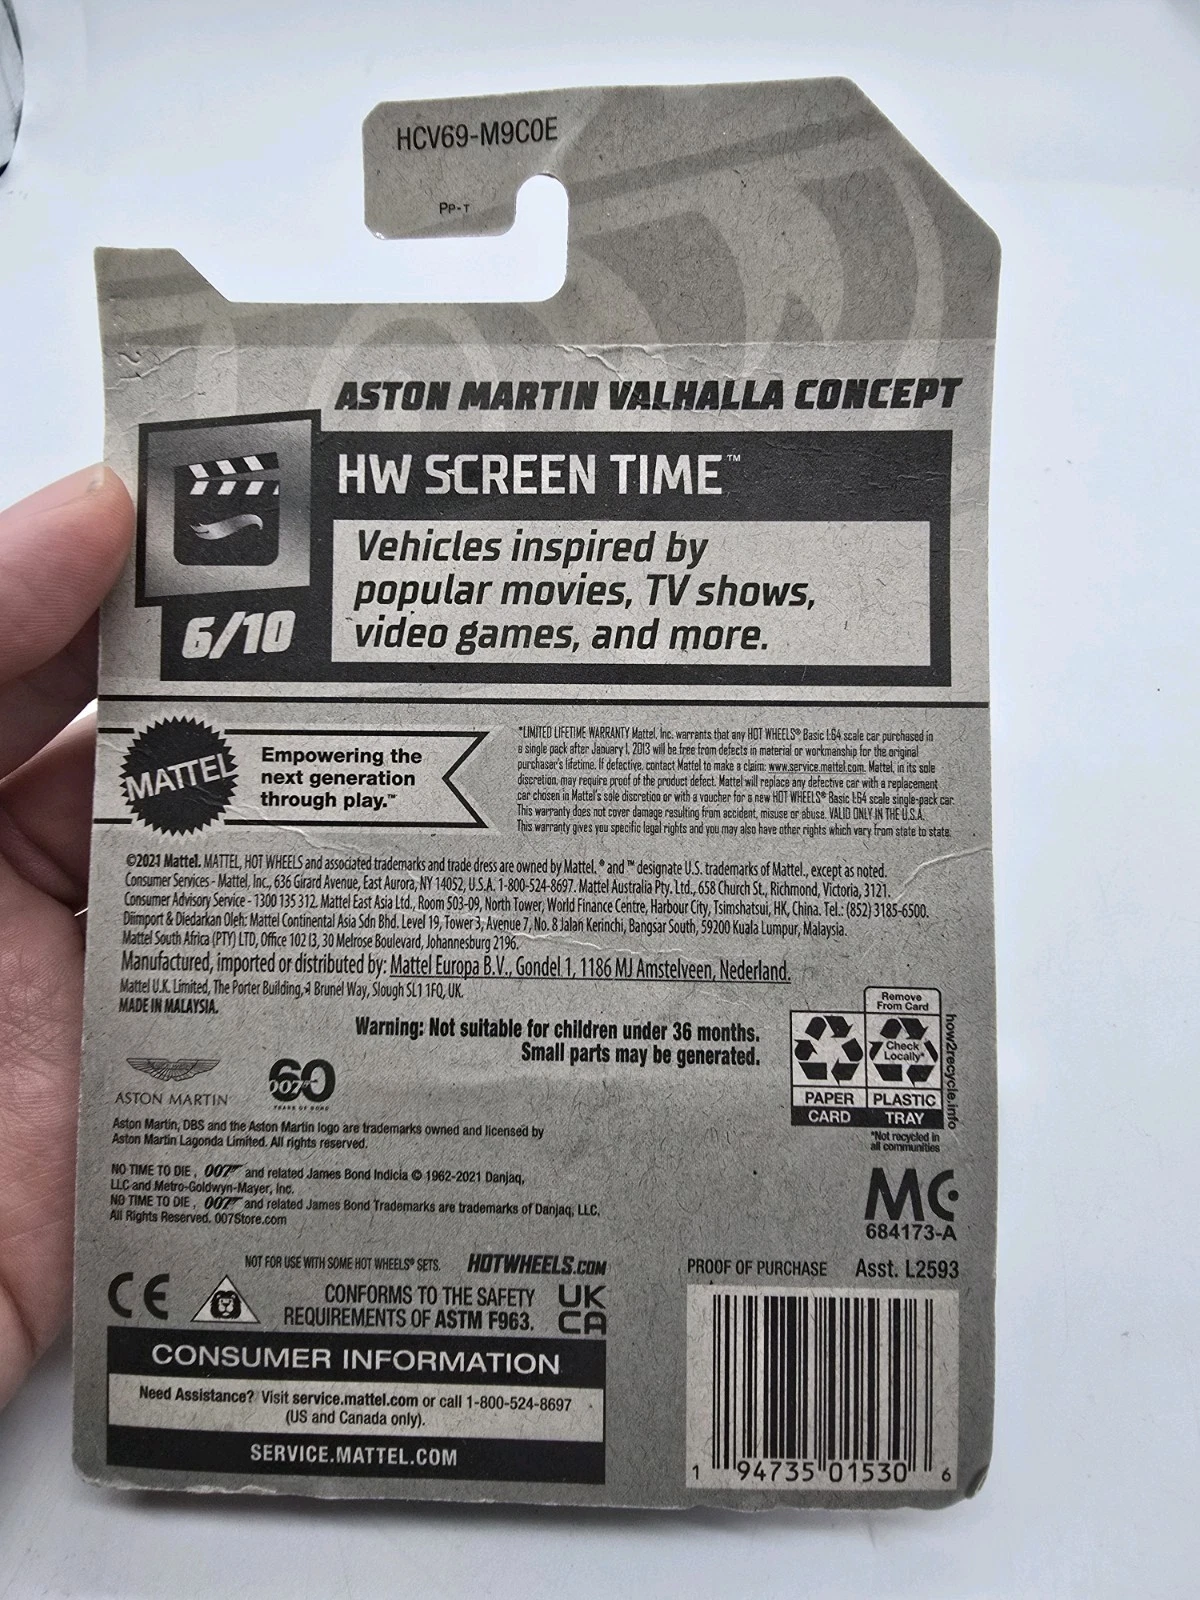 HCV69-M9C0E
PP-T
ASTON MARTIN VALHALLA CONCEPT
HW SCREEN TIME™
Vehicles inspired by
popular movies, TV shows,
video games, and more.
6/10
MATTEL
Empowering the
next generation
through play.™
*LIMITED LIFETIME WARRANTY Mattel, Inc. warrants that any HOT WHEELS® Basic 1:64 scale car purchased in
a single pack after January 1, 2013 will be free from defects in material or workmanship for the original
purchaser's lifetime. If defective, contact Mattel to make a claim: www.service.mattel.com. Mattel, in its sole
discretion, may require proof of the product defect. Mattel will replace any defective car with a replacement
car chosen in Mattel's sole discretion or with a voucher for a new HOT WHEELS® Basic 1:64 scale single-pack car.
This warranty does not cover damage resulting from accident, misuse or abuse. VALID ONLY IN THE U.S.A.
This warranty gives you specific legal rights and you may also have other rights which vary from state to state.
©2021 Mattel. MATTEL, HOT WHEELS and associated trademarks and trade dress are owned by Mattel. ® and ™ designate U.S. trademarks of Mattel., except as noted.
Consumer Services - Mattel, Inc., 636 Girard Avenue, East Aurora, NY 14052, U.S.A. 1-800-524-8697. Mattel Australia Pty. Ltd., 658 Church St., Richmond, Victoria, 3121.
Consumer Advisory Service - 1300 135 312. Mattel East Asia Ltd., Room 503-09, North Tower, World Finance Centre, Harbour City, Tsimshatsui, HK, China. Tel.: (852) 3185-6500.
Diimport & Diedarkan Oleh: Mattel Continental Asia Sdn Bhd. Level 19, Tower 3, Avenue 7, No. 8 Jalan Kerinchi, Bangsar South, 59200 Kuala Lumpur, Malaysia.
Mattel South Africa (PTY) LTD, Office 102 I3, 30 Melrose Boulevard, Johannesburg 2196.
Manufactured, imported or distributed by: Mattel Europa B.V., Gondel 1, 1186 MJ Amstelveen, Nederland.
Mattel U.K. Limited, The Porter Building, 1 Brunel Way, Slough SL1 1FQ, UK.
MADE IN MALAYSIA.
Warning: Not suitable for children under 36 months.
Small parts may be generated.
Remove
From Card
Check
Locally*
PAPER
CARD
PLASTIC
TRAY
how2recycle.info
*Not recycled in
all communities
ASTON MARTIN
60
007
YEARS OF BOND
Aston Martin, DBS and the Aston Martin logo are trademarks owned and licensed by
Aston Martin Lagonda Limited. All rights reserved.
NO TIME TO DIE, 007 and related James Bond Indicia © 1962-2021 Danjaq,
LLC and Metro-Goldwyn-Mayer, Inc.
NO TIME TO DIE, 007 and related James Bond Trademarks are trademarks of Danjaq, LLC.
All Rights Reserved. 007Store.com
MC
684173-A
NOT FOR USE WITH SOME HOT WHEELS® SETS.
HOTWHEELS.COM
CE
CONFORMS TO THE SAFETY
REQUIREMENTS OF ASTM F963.
UK
CA
PROOF OF PURCHASE Asst. L2593
CONSUMER INFORMATION
Need Assistance? Visit service.mattel.com or call 1-800-524-8697
(US and Canada only).
SERVICE.MATTEL.COM
1 94735 01530 6